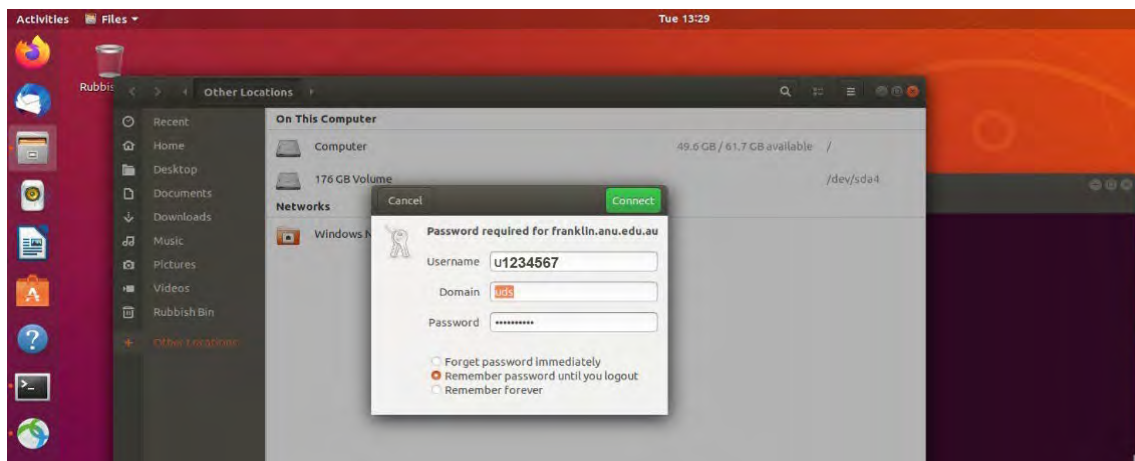 Activities Files Tue 13:29
Rubbis
Other Locations
Recent
Home
Desktop
Documents
Downloads
Music
Pictures
Videos
Rubbish Bin
Other Locations
On This Computer
Computer 49.6 GB / 61.7 GB available /
176 GB Volume /dev/sda4
Networks
Windows N
Cancel Connect
Password required for franklin.anu.edu.au
Username u1234567
Domain uds
Password ••••••••••
Forget password immediately
Remember password until you logout
Remember forever